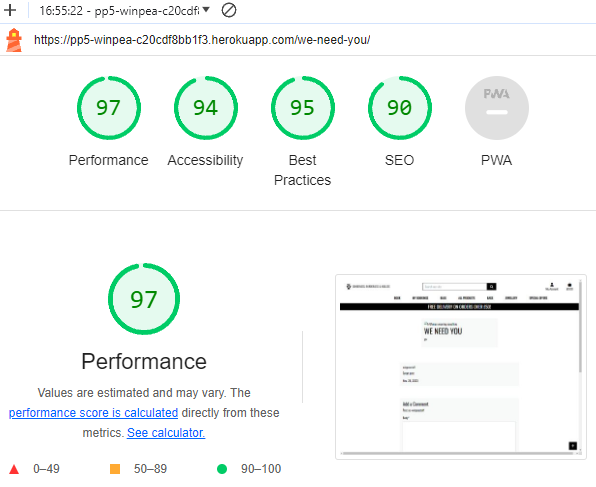 16:55:22 - pp5-winpea-c20cdf8
https://pp5-winpea-c20cdf8bb1f3.herokuapp.com/we-need-you/
97
94
95
90
PWA
Performance
Accessibility
Best
Practices
SEO
PWA
97
Performance
Values are estimated and may vary. The
performance score is calculated directly from these
metrics. See calculator.
0–49
50–89
90–100
FREE DELIVERY ON ORDERS OVER
WE NEED YOU
Add a Comment